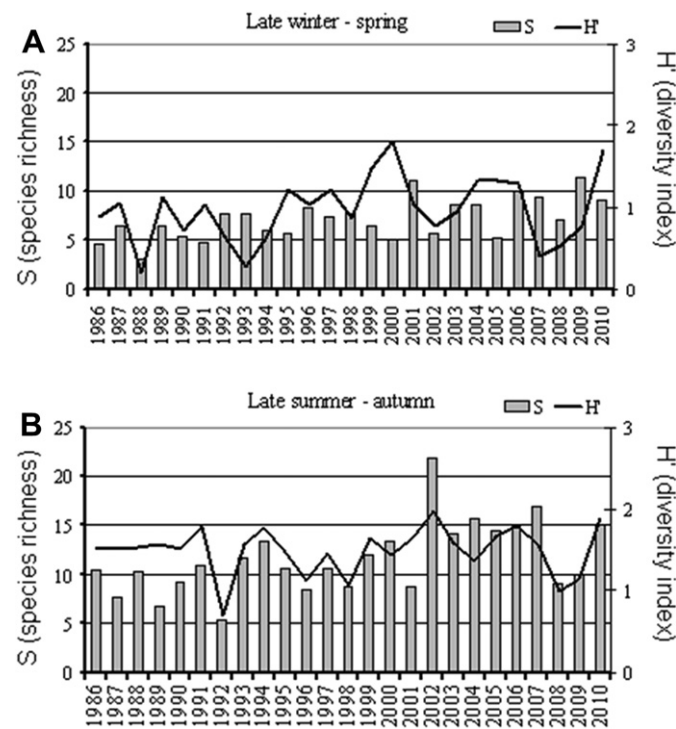 A
Late winter - spring
S H'
25
20
15
10
5
0
3
2
1
0
S (species richness)
H' (diversity index)
1986 1987 1988 1989 1990 1991 1992 1993 1994 1995 1996 1997 1998 1999 2000 2001 2002 2003 2004 2005 2006 2007 2008 2009 2010
B
Late summer - autumn
S H'
25
20
15
10
5
0
3
2
1
0
S (species richness)
H' (diversity index)
1986 1987 1988 1989 1990 1991 1992 1993 1994 1995 1996 1997 1998 1999 2000 2001 2002 2003 2004 2005 2006 2007 2008 2009 2010